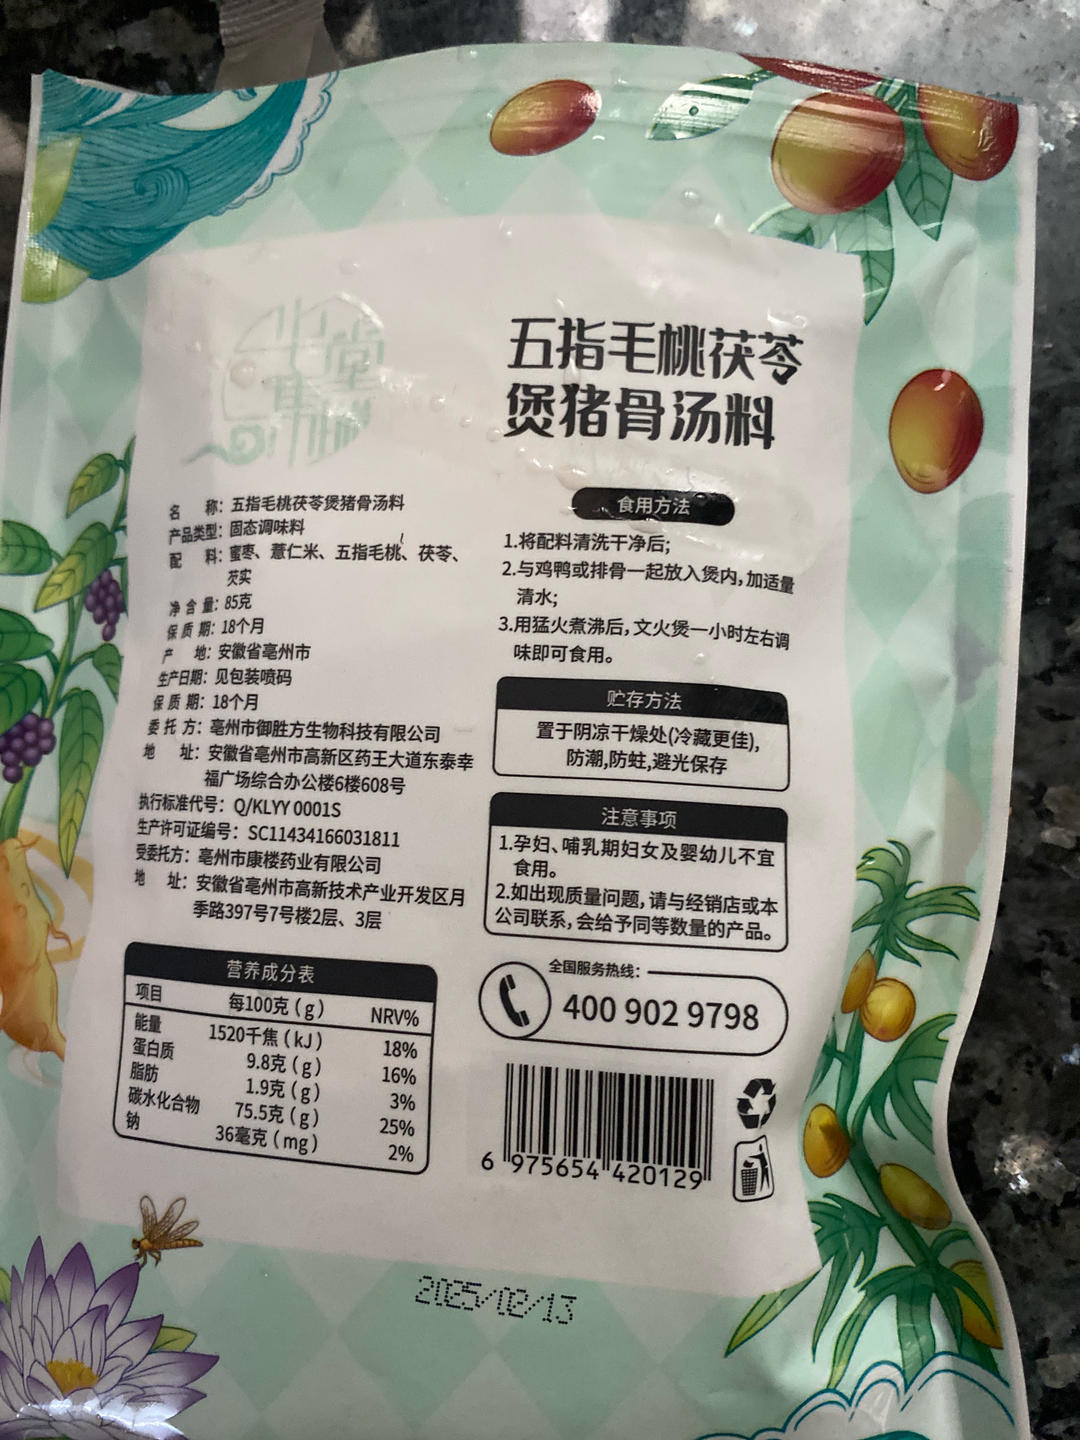 五指毛桃茯苓
煲猪骨汤料
名 称：五指毛桃茯苓煲猪骨汤料
产品类型：固态调味料
配 料：蜜枣、薏仁米、五指毛桃、茯苓、
芡实
净含量：85克
保质期：18个月
产 地：安徽省亳州市
生产日期：见包装喷码
保质期：18个月
委托方：亳州市御胜方生物科技有限公司
地 址：安徽省亳州市高新区药王大道东泰幸
福广场综合办公楼6楼608号
执行标准代号：Q/KLYY 0001S
生产许可证编号：SC11434166031811
受委托方：亳州市康楼药业有限公司
地 址：安徽省亳州市高新技术产业开发区月
季路397号7号楼2层、3层
营养成分表
项目 每100克(g) NRV%
能量 1520千焦(kJ) 18%
蛋白质 9.8克(g) 16%
脂肪 1.9克(g) 3%
碳水化合物 75.5克(g) 25%
钠 36毫克(mg) 2%
食用方法
1.将配料清洗干净后;
2.与鸡鸭或排骨一起放入煲内,加适量
清水;
3.用猛火煮沸后,文火煲一小时左右调
味即可食用。
贮存方法
置于阴凉干燥处(冷藏更佳),
防潮,防蛀,避光保存
注意事项
1.孕妇、哺乳期妇女及婴幼儿不宜
食用。
2.如出现质量问题,请与经销店或本
公司联系,会给予同等数量的产品。
全国服务热线:
400 902 9798
6 975654 420129
2025/02/13